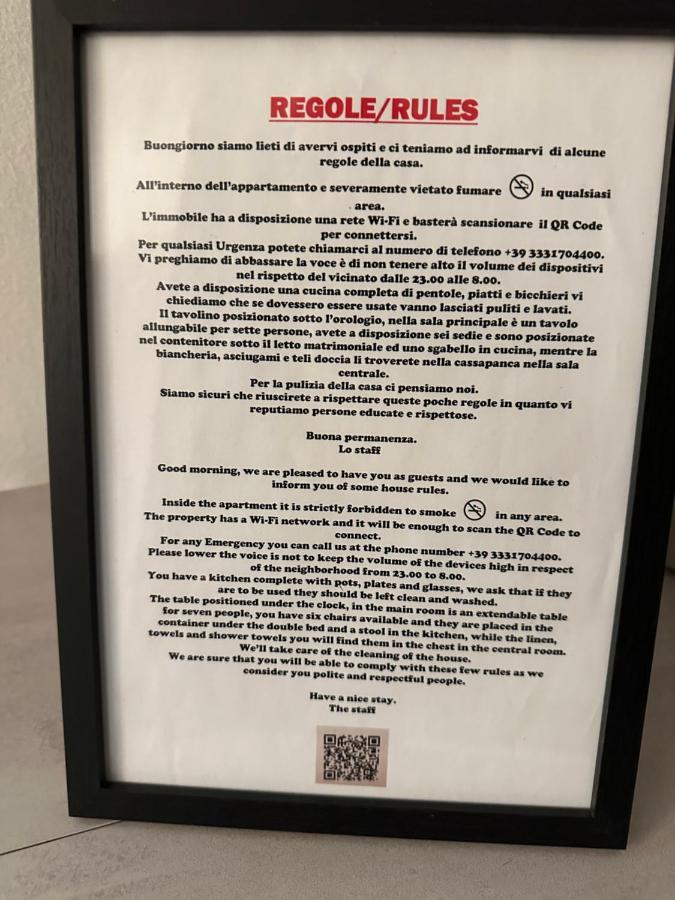 REGOLE/RULES
Buongiorno siamo lieti di avervi ospiti e ci teniamo ad informarvi di alcune
regole della casa.
All'interno dell'appartamento e severamente vietato fumare in qualsiasi
area.
L'immobile ha a disposizione una rete Wi-Fi e basterà scansionare il QR Code
per connettersi.
Per qualsiasi Urgenza potete chiamarci al numero di telefono +39 3331704400.
Vi preghiamo di abbassare la voce è di non tenere alto il volume dei dispositivi
nel rispetto del vicinato dalle 23.00 alle 8.00.
Avete a disposizione una cucina completa di pentole, piatti e bicchieri vi
chiediamo che se dovessero essere usate vanno lasciati puliti e lavati.
Il tavolino posizionato sotto l'orologio, nella sala principale è un tavolo
allungabile per sette persone, avete a disposizione sei sedie e sono posizionate
nel contenitore sotto il letto matrimoniale ed uno sgabello in cucina, mentre la
biancheria, asciugami e teli doccia li troverete nella cassapanca nella sala
centrale.
Per la pulizia della casa ci pensiamo noi.
Siamo sicuri che riuscirete a rispettare queste poche regole in quanto vi
reputiamo persone educate e rispettose.
Buona permanenza.
Lo staff
Good morning, we are pleased to have you as guests and we would like to
inform you of some house rules.
Inside the apartment it is strictly forbidden to smoke in any area.
The property has a Wi-Fi network and it will be enough to scan the QR Code to
connect.
For any Emergency you can call us at the phone number +39 3331704400.
Please lower the voice is not to keep the volume of the devices high in respect
of the neighborhood from 23.00 to 8.00.
You have a kitchen complete with pots, plates and glasses, we ask that if they
are to be used they should be left clean and washed.
The table positioned under the clock, in the main room is an extendable table
for seven people, you have six chairs available and they are placed in the
container under the double bed and a stool in the kitchen, while the linen,
towels and shower towels you will find them in the chest in the central room.
We'll take care of the cleaning of the house.
We are sure that you will be able to comply with these few rules as we
consider you polite and respectful people.
Have a nice stay.
The staff